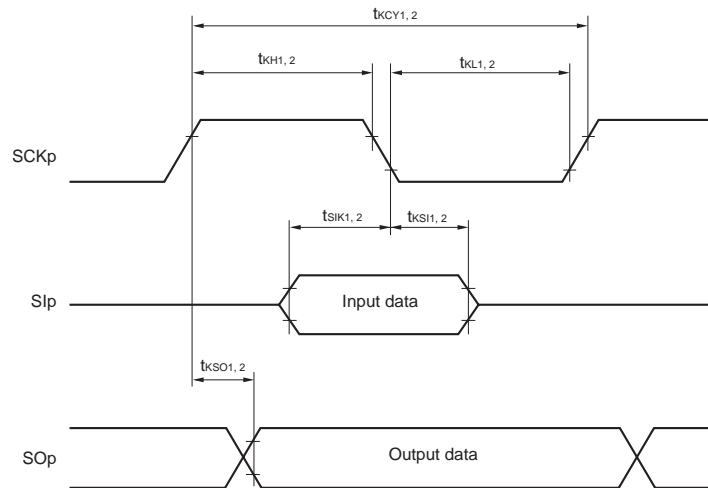 tKCY1, 2
tKH1, 2
tKL1, 2
SCKp
tSIK1, 2
tKSI1, 2
SIp
Input data
tKSO1, 2
SOp
Output data